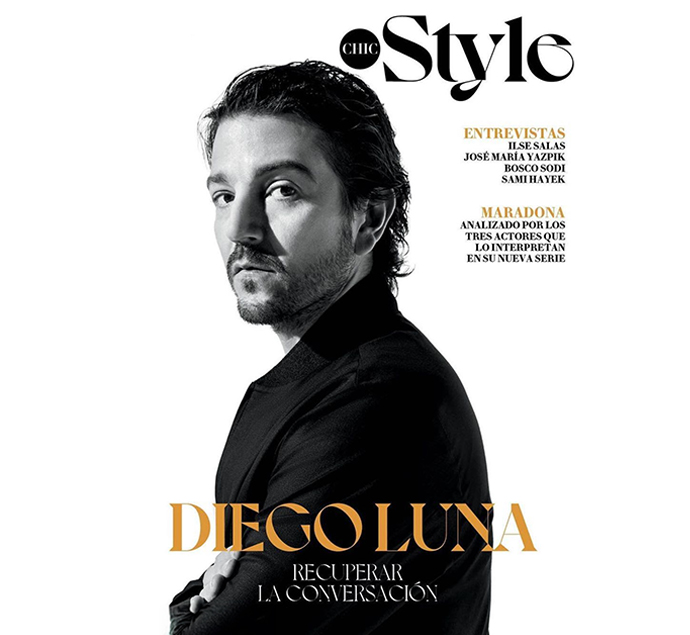 CHIC
Style
ENTREVISTAS
ILSE SALAS
JOSÉ MARÍA YAZPIK
BOSCO SODI
SAMI HAYEK
MARADONA
ANALIZADO POR LOS
TRES ACTORES QUE
LO INTERPRETAN
EN SU NUEVA SERIE
DIEGO LUNA
RECUPERAR
LA CONVERSACIÓN